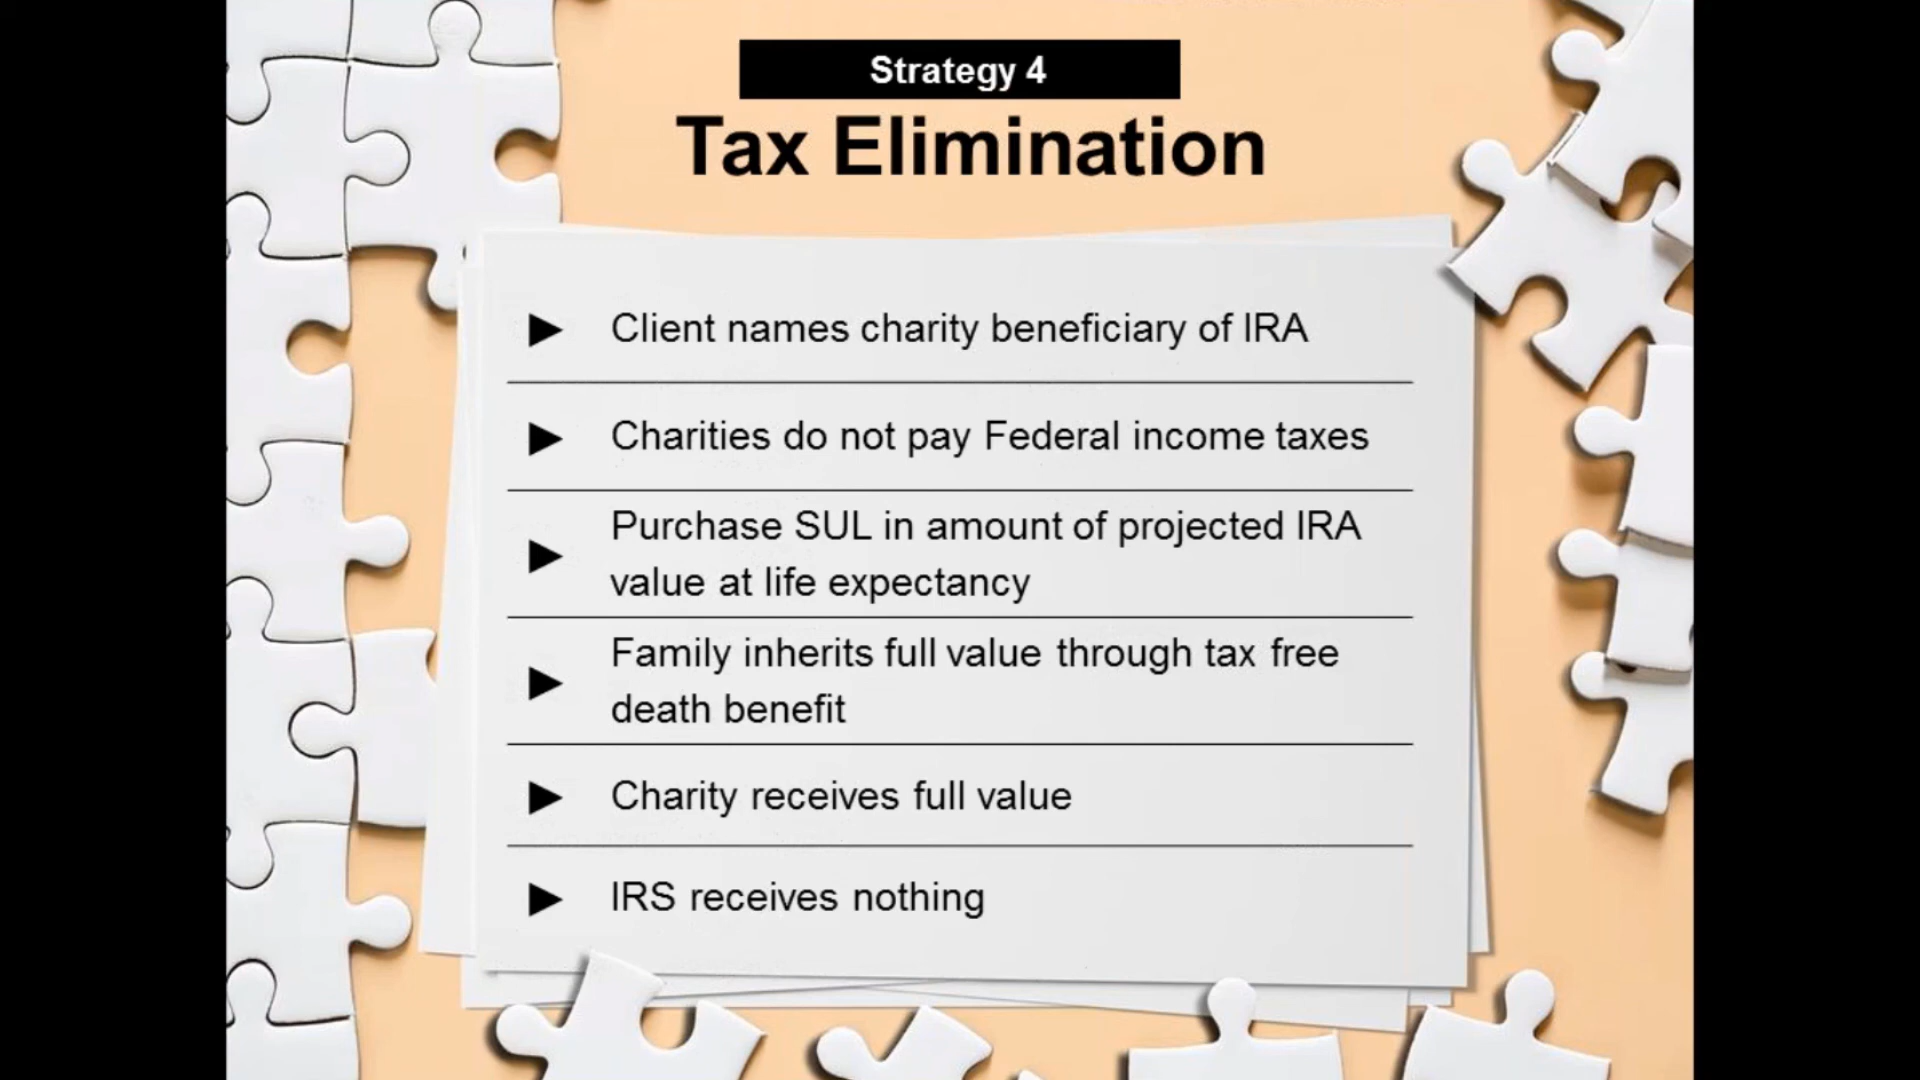 Strategy 4
Tax Elimination
Client names charity beneficiary of IRA
Charities do not pay Federal income taxes
Purchase SUL in amount of projected IRA
value at life expectancy
Family inherits full value through tax free
death benefit
Charity receives full value
IRS receives nothing